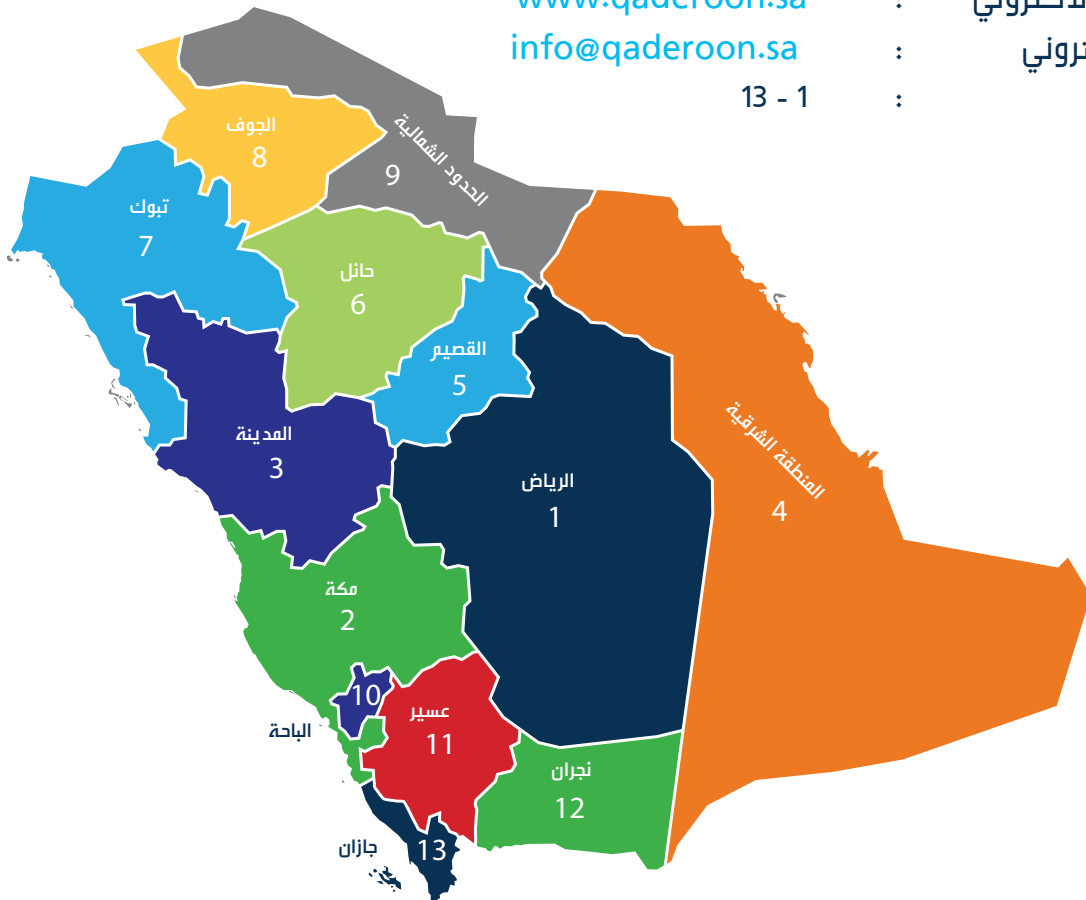 : www.qaderoon.sa
: info@qaderoon.sa
: 1 - 13
الجوف
8
الحدود الشمالية
9
تبوك
7
حائل
6
القصيم
5
المدينة
3
المنطقة الشرقية
4
الرياض
1
مكة
2
10
الباحة
عسير
11
نجران
12
جازان
13